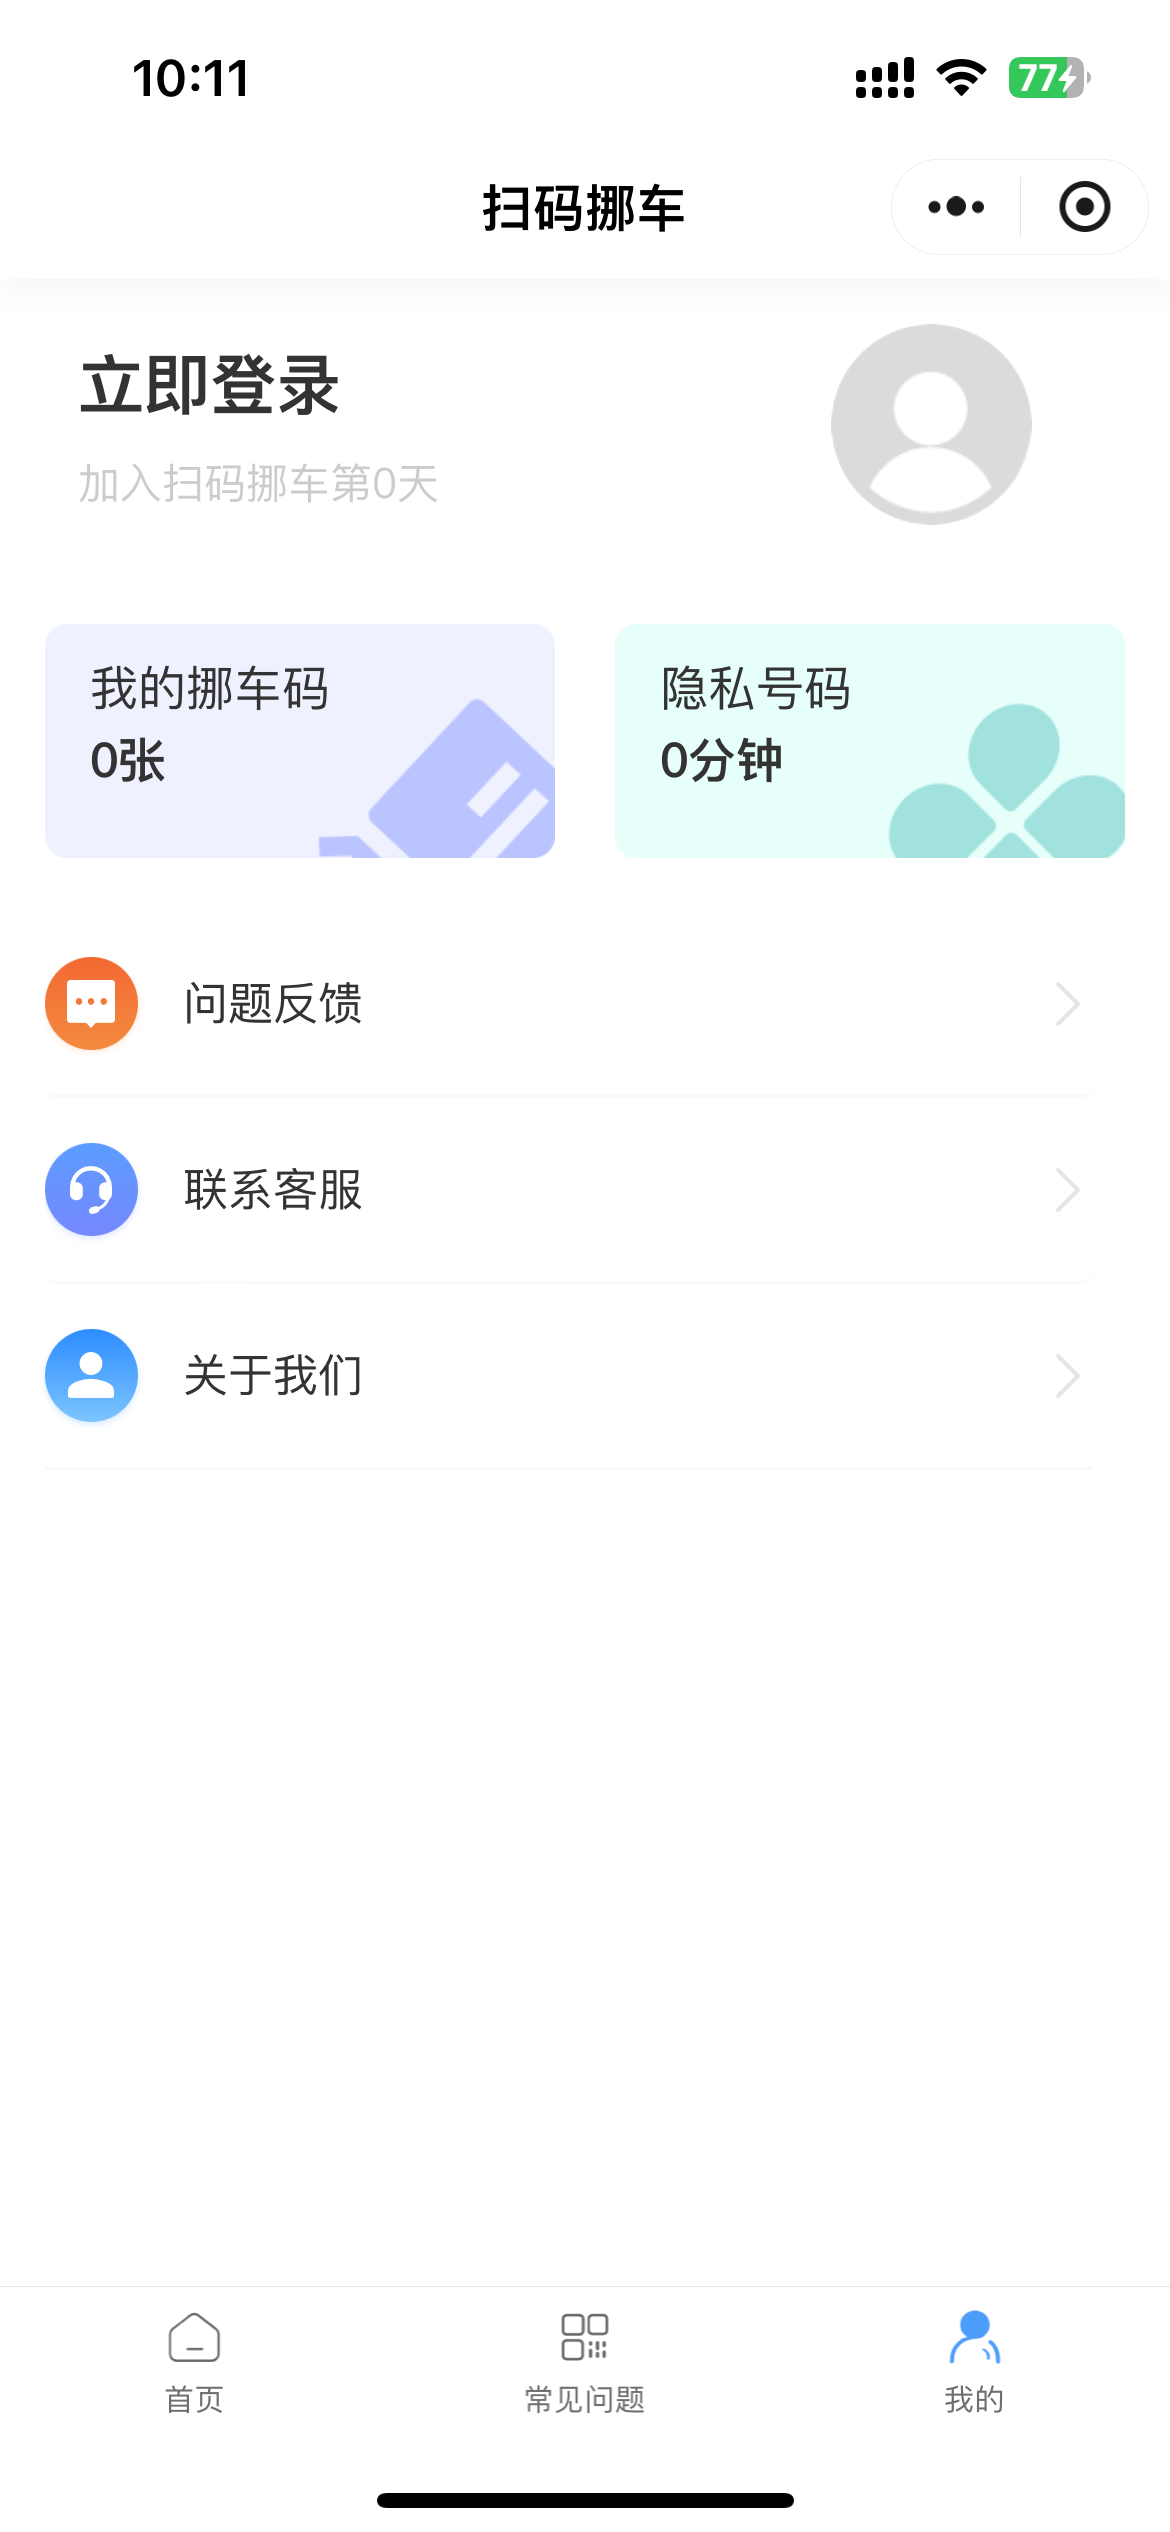 10:11
77
扫码挪车
立即登录
加入扫码挪车第0天
我的挪车码
0张
隐私号码
0分钟
问题反馈
联系客服
关于我们
首页
常见问题
我的